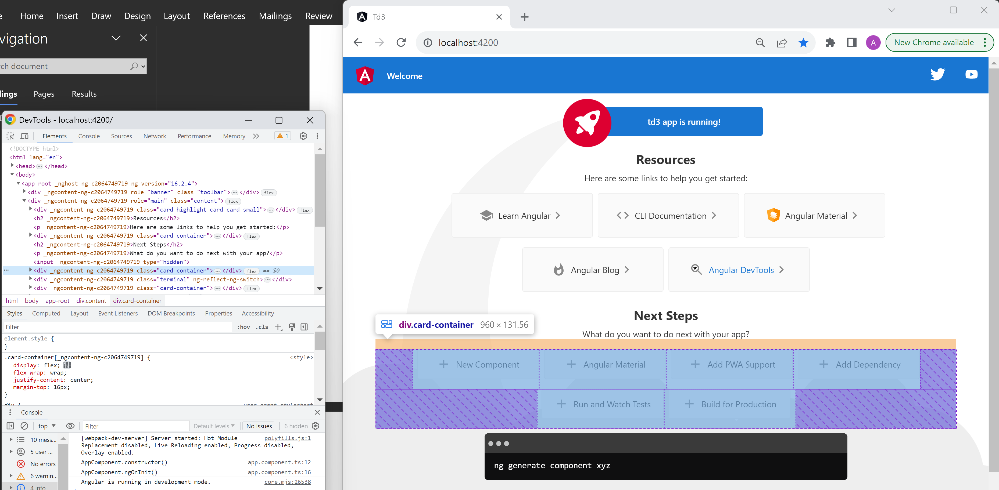 Home Insert Draw Design Layout References Mailings Review
vigation
rch document
lings Pages Results
DevTools - localhost:4200/
Elements Console Sources Network Performance Memory 1
<!DOCTYPE html>
<html lang="en">
<head> ⋯ </head>
<body>
<app-root _nghost-ng-c2064749719 ng-version="16.2.4">
<div _ngcontent-ng-c2064749719 role="banner" class="toolbar"> ⋯ </div> flex
<div _ngcontent-ng-c2064749719 role="main" class="content"> flex
<div _ngcontent-ng-c2064749719 class="card highlight-card card-small"> ⋯ </div> flex
<h2 _ngcontent-ng-c2064749719>Resources</h2>
<p _ngcontent-ng-c2064749719>Here are some links to help you get started:</p>
<div _ngcontent-ng-c2064749719 class="card-container"> ⋯ </div> flex
<h2 _ngcontent-ng-c2064749719>Next Steps</h2>
<p _ngcontent-ng-c2064749719>What do you want to do next with your app?</p>
<input _ngcontent-ng-c2064749719 type="hidden">
<div _ngcontent-ng-c2064749719 class="card-container"> ⋯ </div> flex == $0
<div _ngcontent-ng-c2064749719 class="terminal" ng-reflect-ng-switch> ⋯ </div>
<div _ngcontent-ng-c2064749719 class="card-container"> ⋯ </div> flex
html body app-root div.content div.card-container
Styles Computed Layout Event Listeners DOM Breakpoints Properties Accessibility
Filter :hov .cls
element.style {
}
.card-container[_ngcontent-ng-c2064749719] { <style>
display: flex;
flex-wrap: wrap;
justify-content: center;
margin-top: 16px;
}
div { user agent stylesheet
Console
top Filter Default levels No Issues 6 hidden
10 mess...
5 user ...
No errors
6 warnin...
4 info
[webpack-dev-server] Server started: Hot Module polyfills.js:1
Replacement disabled, Live Reloading enabled, Progress disabled,
Overlay enabled.
AppComponent.constructor() app.component.ts:12
AppComponent.ngOnInit() app.component.ts:16
Angular is running in development mode. core.mjs:26538
Td3
localhost:4200 A New Chrome available
Welcome
td3 app is running!
Resources
Here are some links to help you get started:
Learn Angular CLI Documentation Angular Material
Angular Blog Angular DevTools
Next Steps
div.card-container 960 × 131.56
What do you want to do next with your app?
New Component Angular Material Add PWA Support Add Dependency
Run and Watch Tests Build for Production
ng generate component xyz